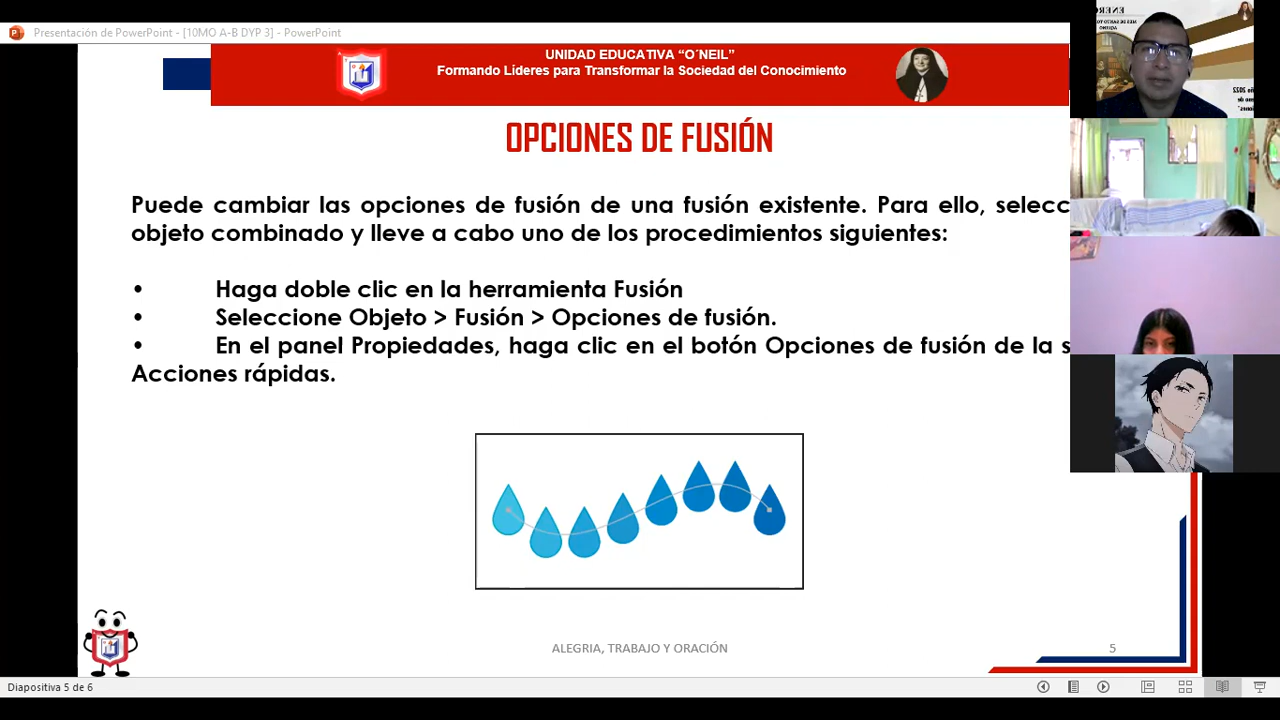 Presentación de PowerPoint - [10MO A-B DYP 3] - PowerPoint
UNIDAD EDUCATIVA “O´NEIL”
Formando Líderes para Transformar la Sociedad del Conocimiento
OPCIONES DE FUSIÓN
Puede cambiar las opciones de fusión de una fusión existente. Para ello,
objeto combinado y lleve a cabo uno de los procedimientos siguientes:
• Haga doble clic en la herramienta Fusión
• Seleccione Objeto > Fusión > Opciones de fusión.
• En el panel Propiedades, haga clic en el botón Opciones de fusión de la
Acciones rápidas.
ALEGRIA, TRABAJO Y ORACIÓN
5
Diapositiva 5 de 6
ENERO